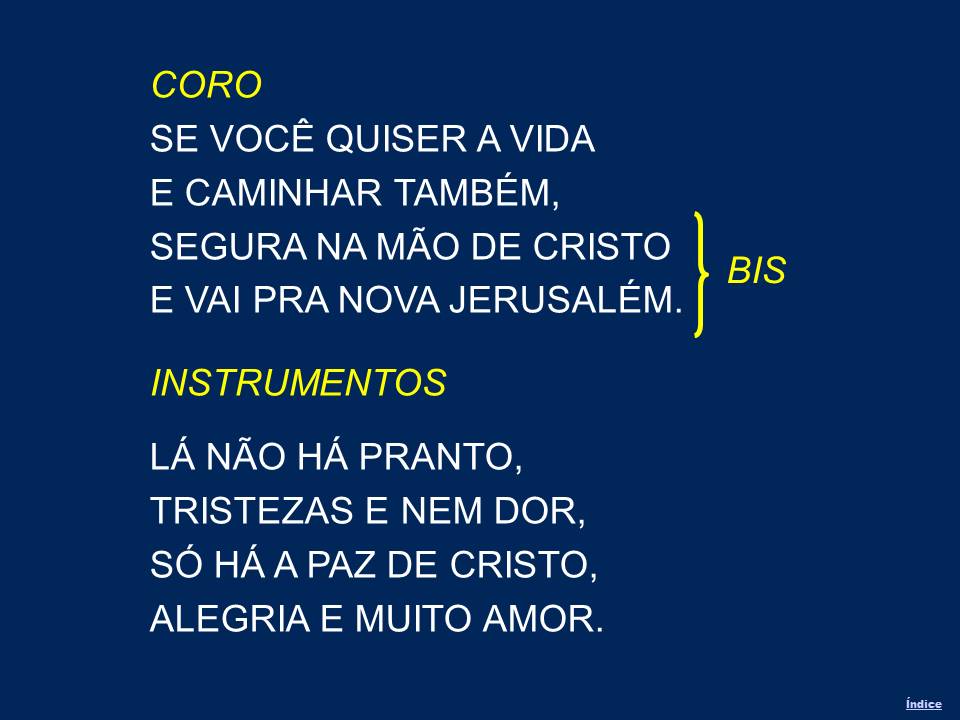 CORO
SE VOCÊ QUISER A VIDA
E CAMINHAR TAMBÉM,
SEGURA NA MÃO DE CRISTO
E VAI PRA NOVA JERUSALÉM.
BIS
INSTRUMENTOS
LÁ NÃO HÁ PRANTO,
TRISTEZAS E NEM DOR,
SÓ HÁ A PAZ DE CRISTO,
ALEGRIA E MUITO AMOR.
Índice